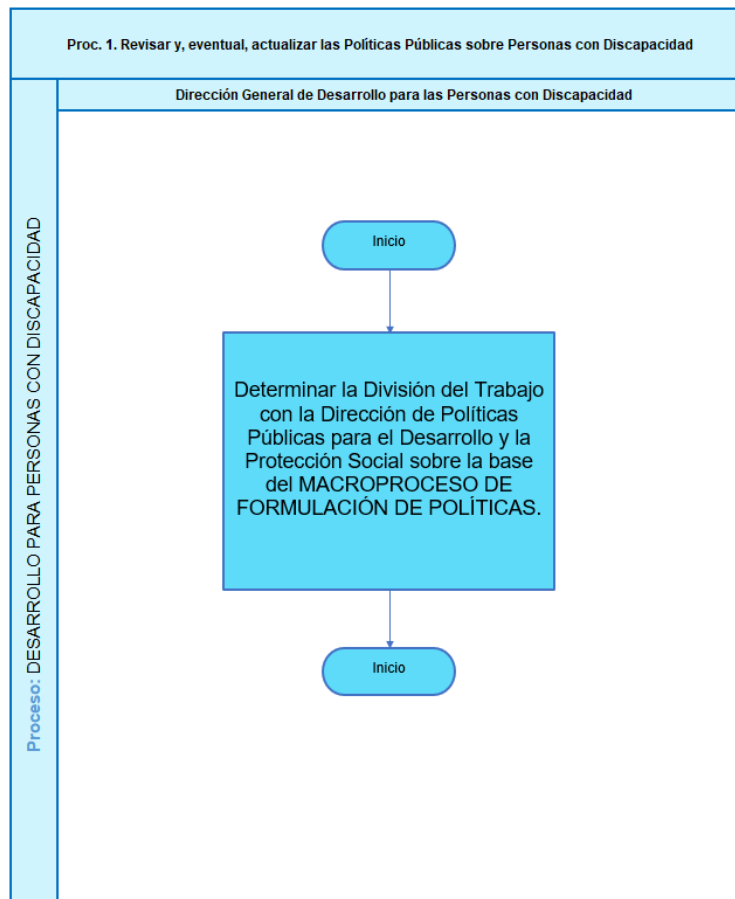 Proc. 1. Revisar y, eventual, actualizar las Políticas Públicas sobre Personas con Discapacidad
Dirección General de Desarrollo para las Personas con Discapacidad
Proceso: DESARROLLO PARA PERSONAS CON DISCAPACIDAD
Inicio
Determinar la División del Trabajo
con la Dirección de Políticas
Públicas para el Desarrollo y la
Protección Social sobre la base
del MACROPROCESO DE
FORMULACIÓN DE POLÍTICAS.
Inicio